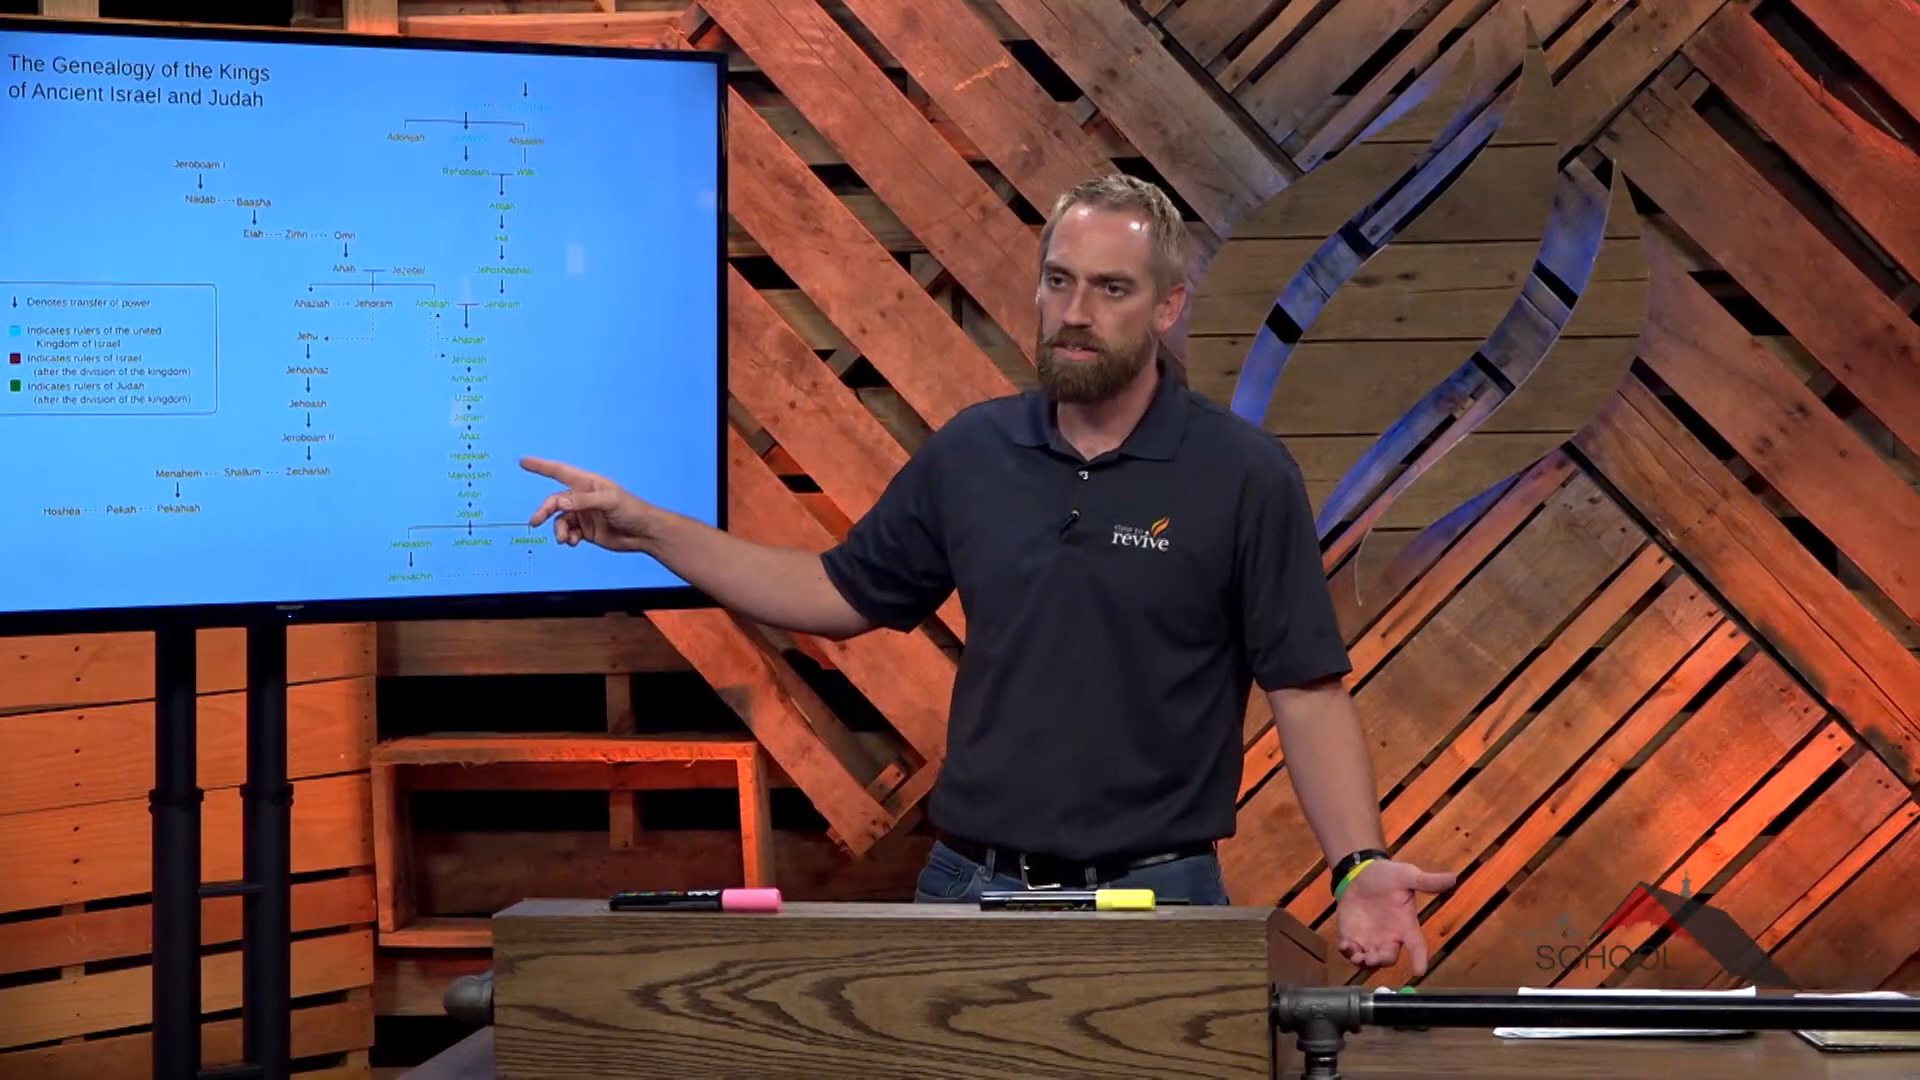 The Genealogy of the Kings
of Ancient Israel and Judah
Adonijah Absalom
Jeroboam I
Rehoboam Wife
Nadab Baasha
Abijah
Elah Zimri Omri
Asa
Ahab Jezebel
Jehoshaphat
Ahaziah Jehoram Athaliah Jehoram
Jehu
Ahaziah
Jehoash
Jehoahaz
Amaziah
Uzziah
Jehoash
Jotham
Jeroboam II
Ahaz
Hezekiah
Menahem Shallum Zechariah
Manasseh
Amon
Hoshea Pekah Pekahiah
Josiah
Jehoiakim Jehoahaz Zedekiah
Jehoiachin
Denotes transfer of power
Indicates rulers of the united
Kingdom of Israel
Indicates rulers of Israel
(after the division of the kingdom)
Indicates rulers of Judah
(after the division of the kingdom)
time to
revive
SCHOOL